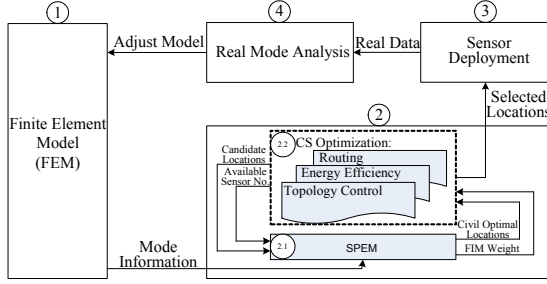 1
4
3
Adjust Model
Real Mode Analysis
Real Data
Sensor
Deployment
Selected
Locations
2
Finite Element
Model
(FEM)
Candidate
Locations
Available
Sensor No.
2.2
CS Optimization:
Routing
Energy Efficiency
Topology Control
Civil Optimal
Locations
FIM Weight
2.1
SPEM
Mode
Information